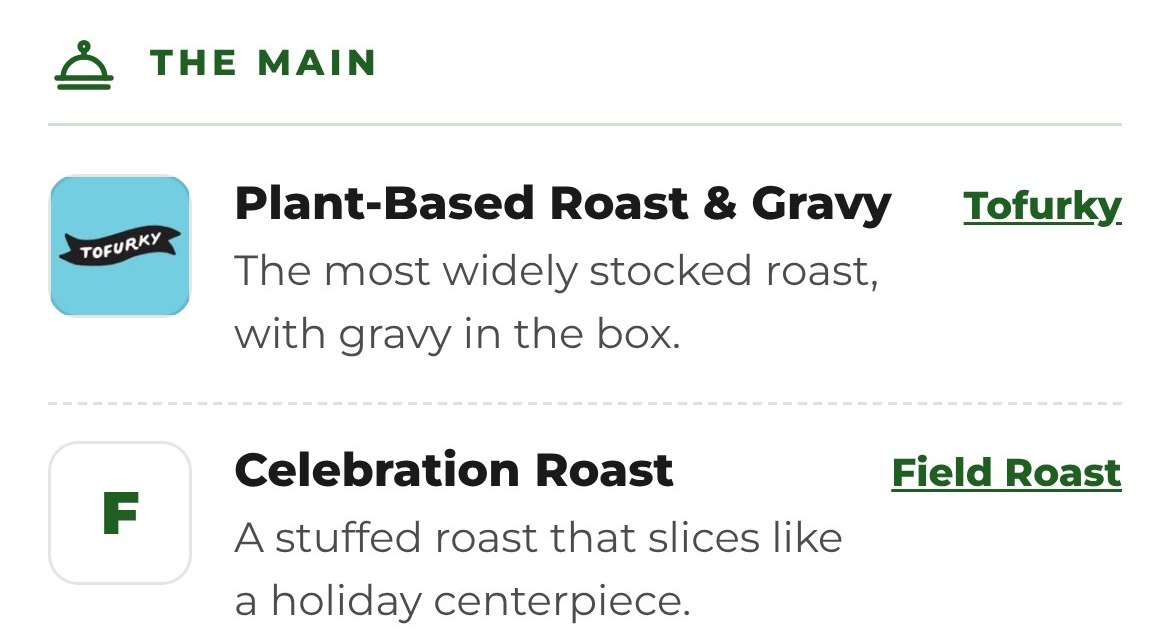 THE MAIN
TOFURKY
Plant-Based Roast & Gravy
Tofurky
The most widely stocked roast,
with gravy in the box.
F
Celebration Roast
Field Roast
A stuffed roast that slices like
a holiday centerpiece.